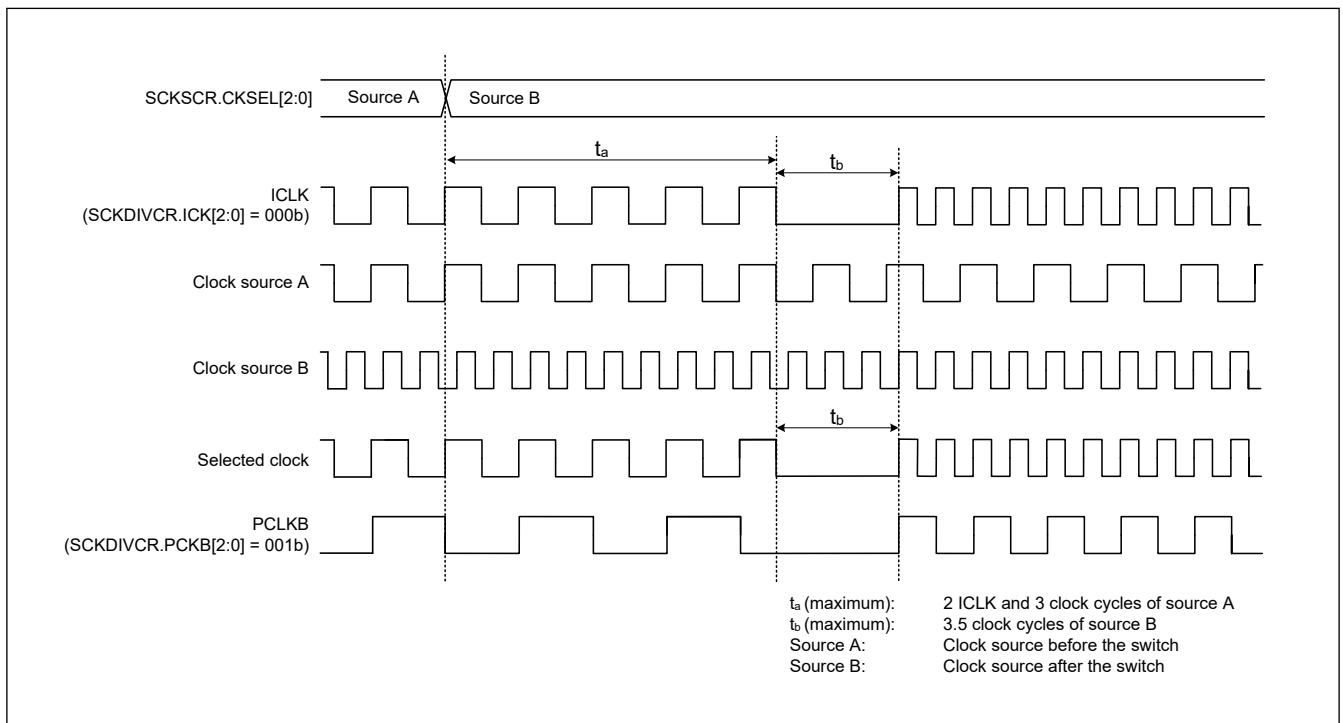 SCKSCR.CKSEL[2:0] Source A Source B
ta
tb
ICLK
(SCKDIVCR.ICK[2:0] = 000b)
Clock source A
Clock source B
tb
Selected clock
PCLKB
(SCKDIVCR.PCKB[2:0] = 001b)
ta (maximum): 2 ICLK and 3 clock cycles of source A
tb (maximum): 3.5 clock cycles of source B
Source A: Clock source before the switch
Source B: Clock source after the switch